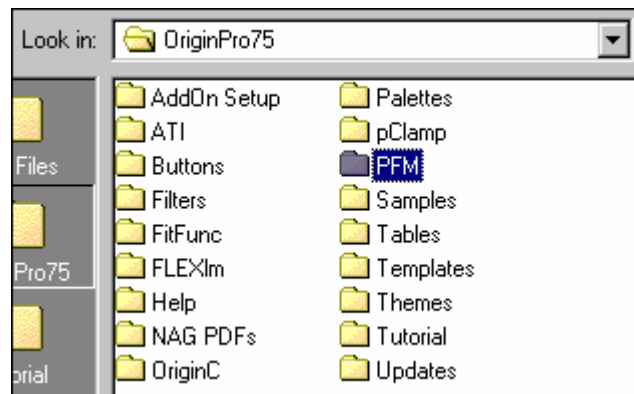 Look in: OriginPro75
AddOn Setup
ATI
Buttons
Filters
FitFunc
FLEXlm
Help
NAG PDFs
OriginC
Palettes
pClamp
PFM
Samples
Tables
Templates
Themes
Tutorial
Updates
Files
Pro75
orial